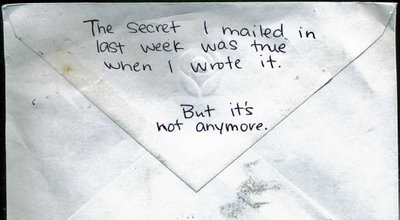 The secret I mailed in
last week was true
when I wrote it.
But it's
not anymore.